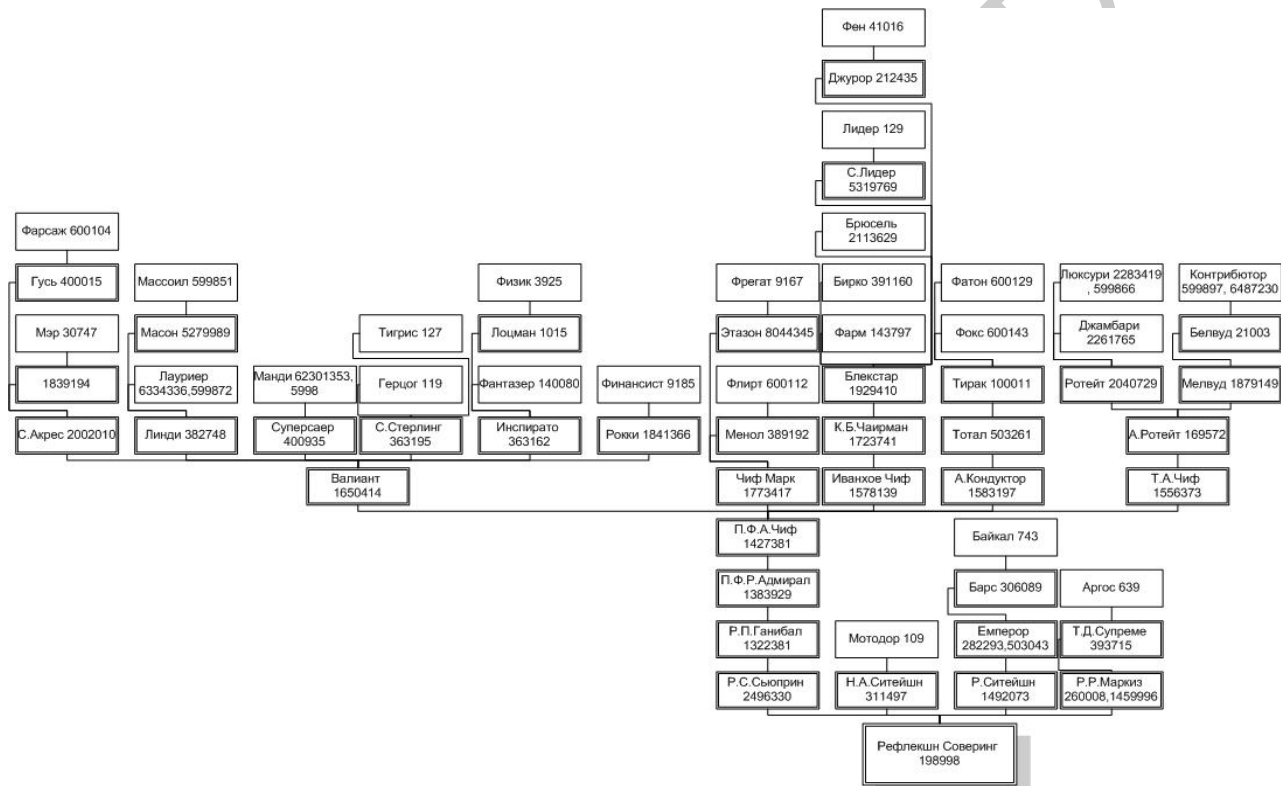 Фен 41016
Джурор 212435
Лидер 129
С.Лидер
5319769
Фарсаж 600104
Брюсель
2113629
Гусь 400015
Массоил 599851
Физик 3925
Фрегат 9167
Бирко 391160
Фатон 600129
Люксури 2283419
, 599866
Контрибютор
599897, 6487230
Мэр 30747
Масон 5279989
Тигрис 127
Лоцман 1015
Этазон 8044345
Фарм 143797
Фокс 600143
Джамбари
2261765
Белвуд 21003
1839194
Лауриер
6334336,599872
Манди 62301353,
5998
Герцог 119
Фантазер 140080
Финансист 9185
Флирт 600112
Блекстар
1929410
Тирак 100011
Ротейт 2040729
Мелвуд 1879149
С.Акрес 2002010
Линди 382748
Суперсаер
400935
С.Стерлинг
363195
Инспирато
363162
Рокки 1841366
Менол 389192
К.Б.Чаирман
1723741
Тотал 503261
А.Ротейт 169572
Валиант
1650414
Чиф Марк
1773417
Иванхое Чиф
1578139
А.Кондуктор
1583197
Т.А.Чиф
1556373
П.Ф.А.Чиф
1427381
Байкал 743
П.Ф.Р.Адмирал
1383929
Барс 306089
Аргос 639
Р.П.Ганибал
1322381
Мотодор 109
Емперор
282293,503043
Т.Д.Супреме
393715
Р.С.Сьюприн
2496330
Н.А.Ситейшн
311497
Р.Ситейшн
1492073
Р.Р.Маркиз
260008,1459996
Рефлекшн Соверинг
198998